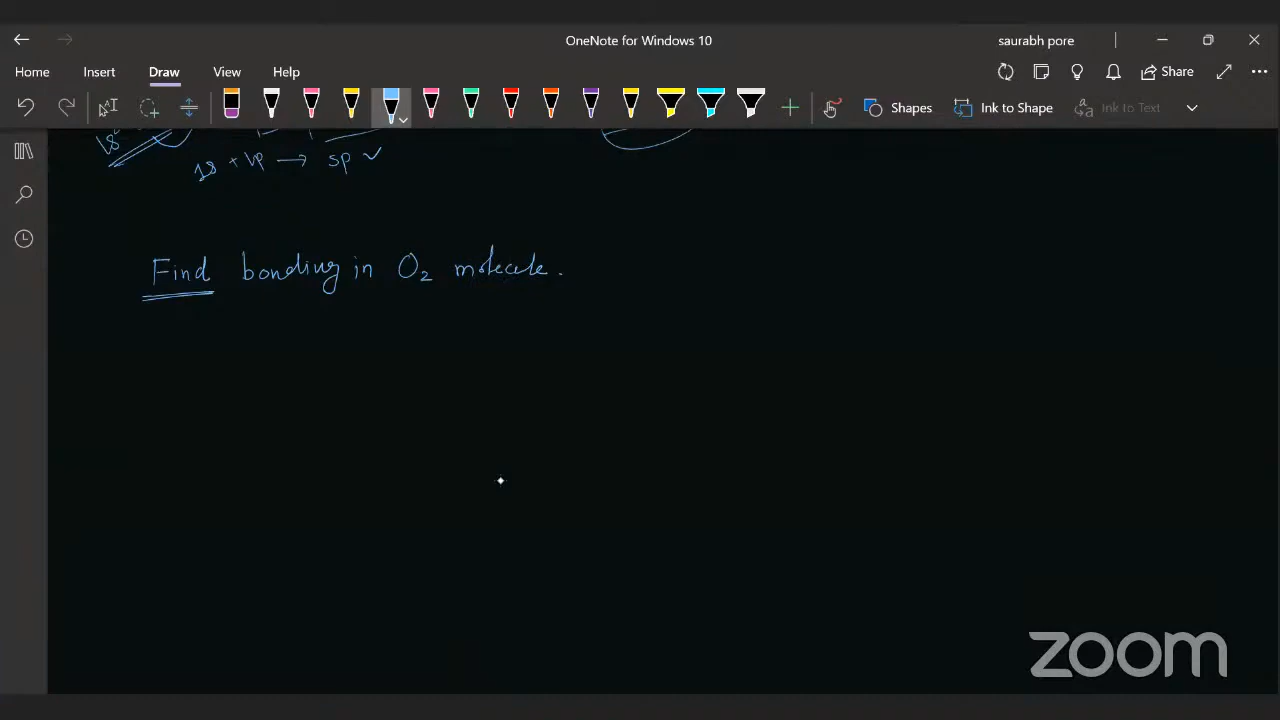 OneNote for Windows 10
saurabh pore
Home Insert Draw View Help
Share
Shapes
Ink to Shape
Ink to Text
1s + 1p → sp ✓
Find bonding in O₂ molecule.
zoom